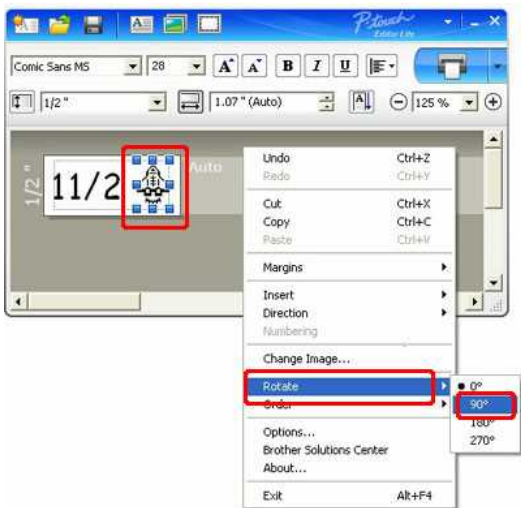 P-touch
Editor Lite
Comic Sans MS 28 A A B I U
1/2 " 1.07 " (Auto) A 125 %
1/2 "
11/2
Auto
Undo Ctrl+Z
Redo Ctrl+Y
Cut Ctrl+X
Copy Ctrl+C
Paste Ctrl+V
Margins
Insert
Direction
Numbering
Change Image...
Rotate
Order
Options...
Brother Solutions Center
About...
Exit Alt+F4
0°
90°
180°
270°